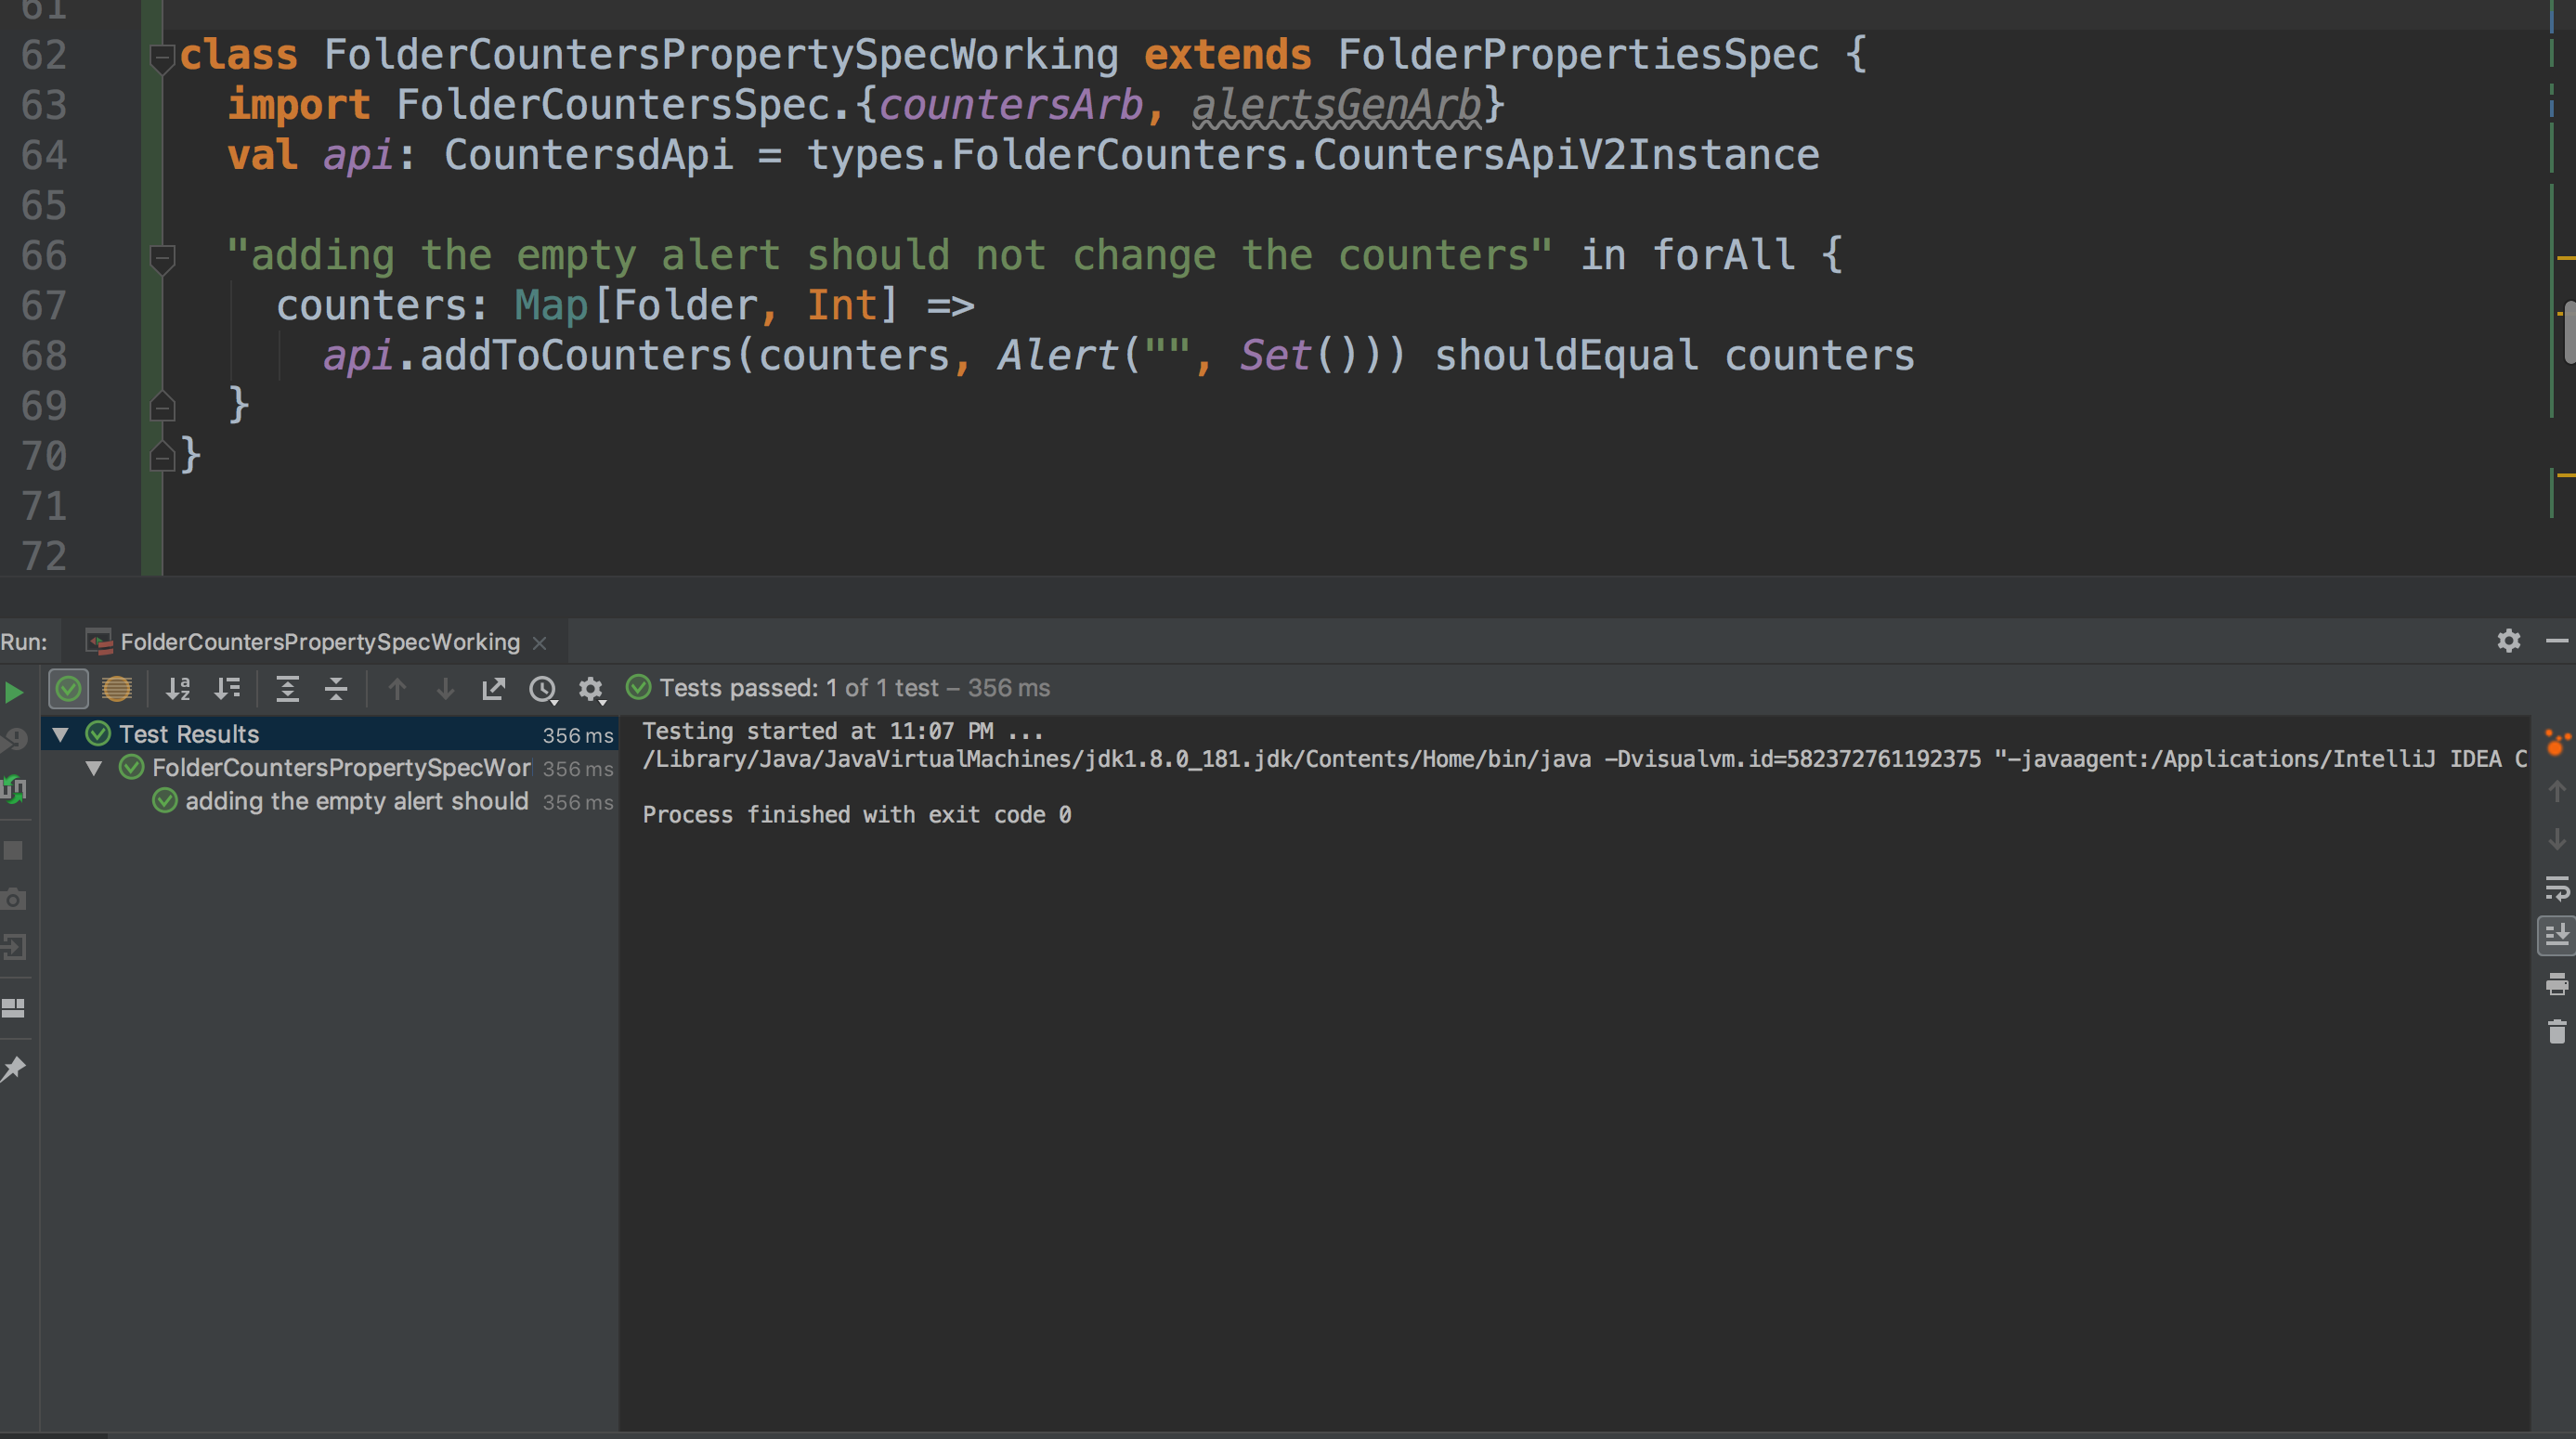 61
62 class FolderCountersPropertySpecWorking extends FolderPropertiesSpec {
63 import FolderCountersSpec.{countersArb, alertsGenArb}
64 val api: CountersdApi = types.FolderCounters.CountersApiV2Instance
65
66 "adding the empty alert should not change the counters" in forAll {
67 counters: Map[Folder, Int] =>
68 api.addToCounters(counters, Alert("", Set())) shouldEqual counters
69 }
70 }
71
72
Run: FolderCountersPropertySpecWorking
Tests passed: 1 of 1 test – 356 ms
Test Results 356 ms
FolderCountersPropertySpecWor 356 ms
adding the empty alert should 356 ms
Testing started at 11:07 PM ...
/Library/Java/JavaVirtualMachines/jdk1.8.0_181.jdk/Contents/Home/bin/java -Dvisualvm.id=582372761192375 "-javaagent:/Applications/IntelliJ IDEA C
Process finished with exit code 0